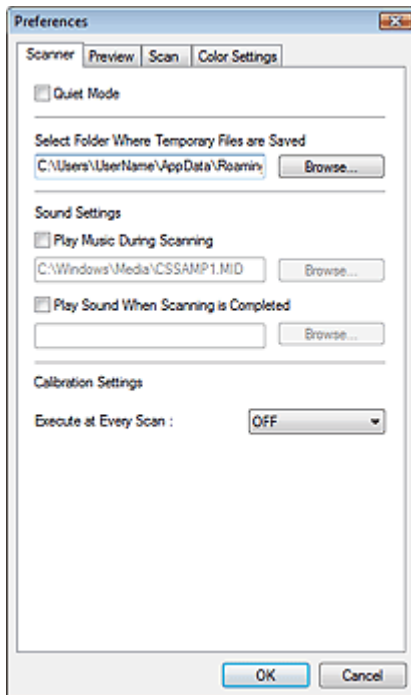 Preferences
Scanner Preview Scan Color Settings
Quiet Mode
Select Folder Where Temporary Files are Saved
C:\Users\UserName\AppData\Roaming Browse...
Sound Settings
Play Music During Scanning
C:\Windows\Media\CSSAMP1.MID Browse...
Play Sound When Scanning is Completed
Browse...
Calibration Settings
Execute at Every Scan : OFF
OK Cancel